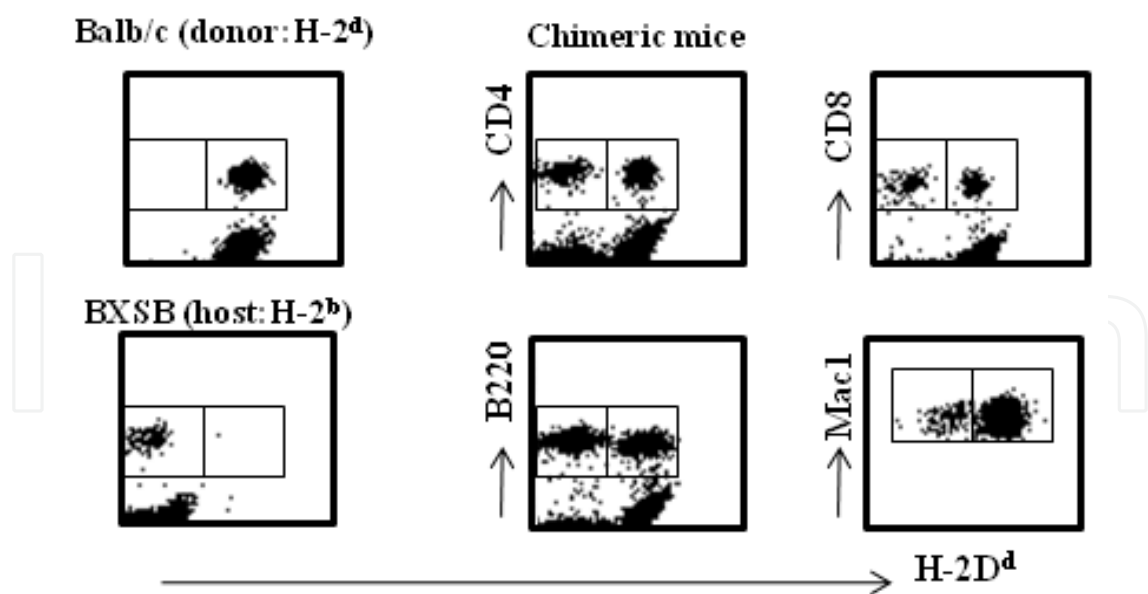 Balb/c (donor: H-2ᵈ)
Chimeric mice
CD4
CD8
BXSB (host: H-2ᵇ)
B220
Mac1
H-2Dᵈ